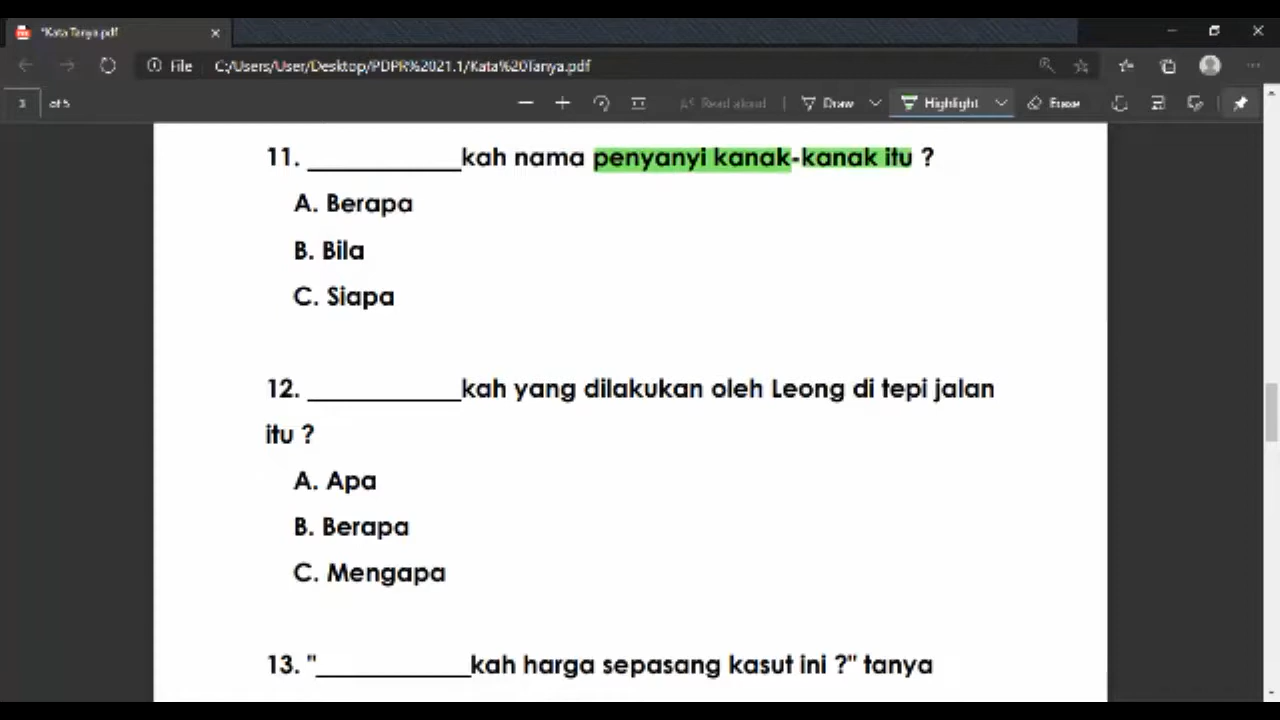 *Kata Tanya.pdf
File C:/Users/User/Desktop/PDPR%2021.1/Kata%20Tanya.pdf
3 of 5 Read aloud Draw Highlight Erase
11. ____________kah nama penyanyi kanak-kanak itu ?
A. Berapa
B. Bila
C. Siapa
12. ____________kah yang dilakukan oleh Leong di tepi jalan
itu ?
A. Apa
B. Berapa
C. Mengapa
13. "____________kah harga sepasang kasut ini ?" tanya